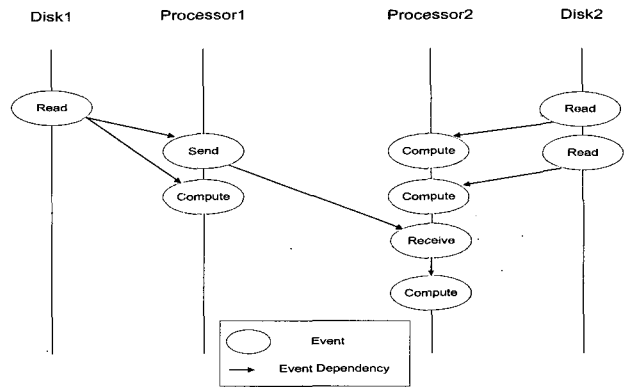 Disk1 Processor1 Processor2 Disk2
Read Read
Send Compute Read
Compute Compute
Receive
Compute
Event
Event Dependency